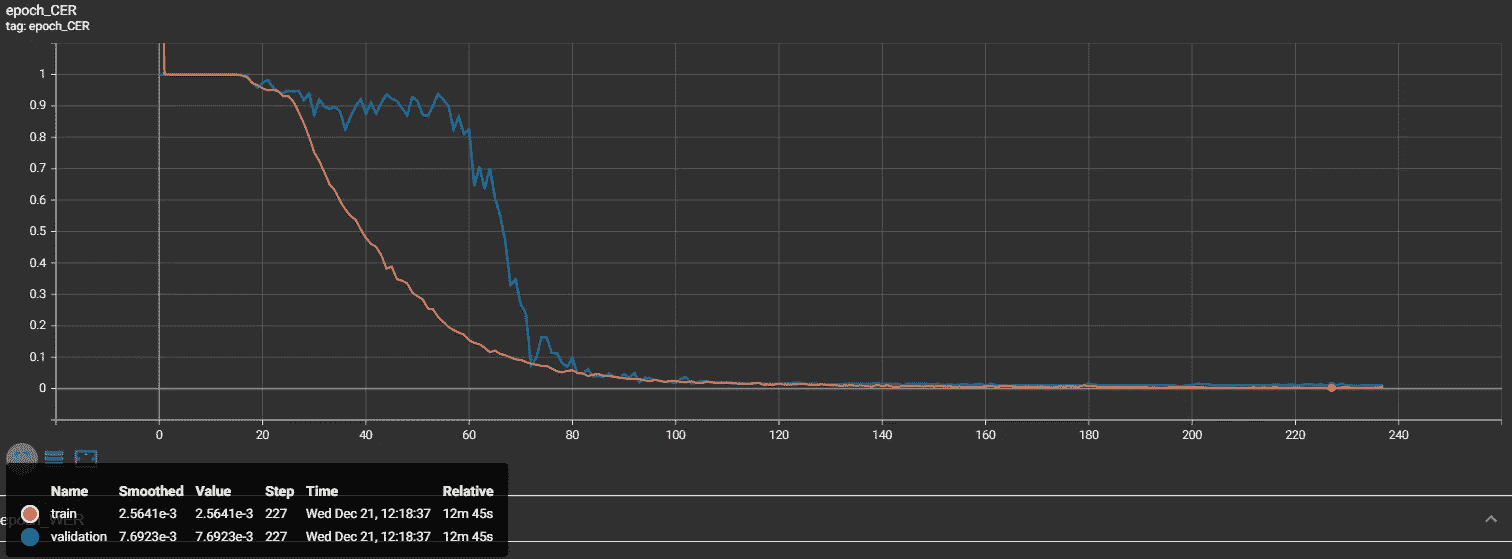 epoch_CER
tag: epoch_CER
1
0.9
0.8
0.7
0.6
0.5
0.4
0.3
0.2
0.1
0
0 20 40 60 80 100 120 140 160 180 200 220 240
Name Smoothed Value Step Time Relative
train 2.5641e-3 2.5641e-3 227 Wed Dec 21, 12:18:37 12m 45s
validation 7.6923e-3 7.6923e-3 227 Wed Dec 21, 12:18:37 12m 45s
epoch_WER